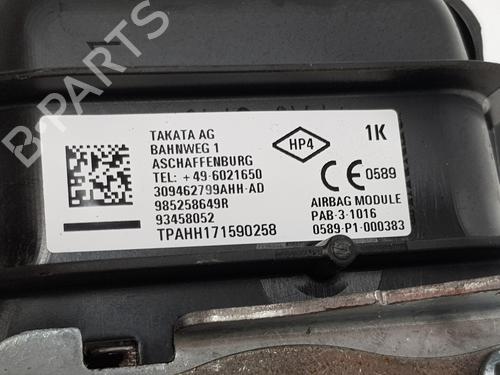 TAKATA AG
BAHNWEG 1
ASCHAFFENBURG
TEL: +49-6021650
309462799AHH-AD
985258649R
93458052
TPAHH171590258
HP4
1K
CE 0589
AIRBAG MODULE
PAB-3-1016
0589-P1-000383
B-PARTS